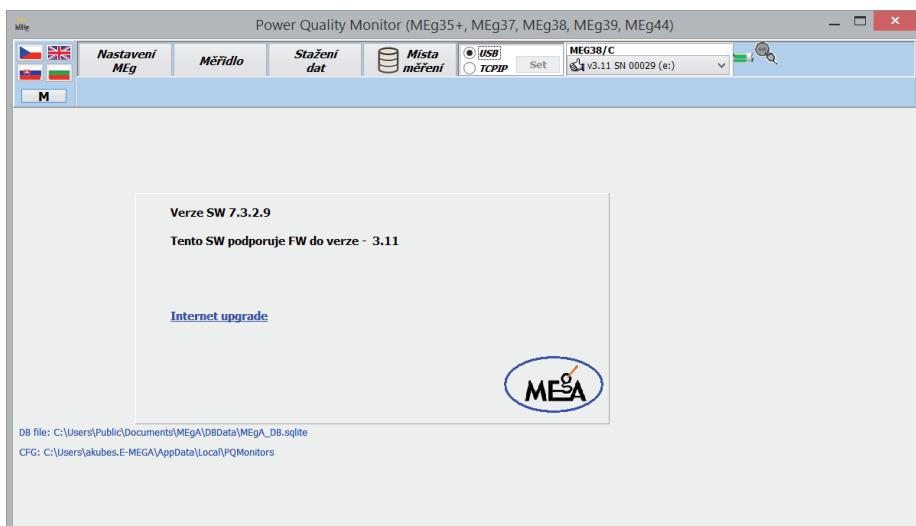 Power Quality Monitor (MEg35+, MEg37, MEg38, MEg39, MEg44)
Nastavení
MEg
Měřidlo
Stažení
dat
Místa
měření
USB
TCPIP
Set
MEG38/C
v3.11 SN 00029 (e:)
M
Verze SW 7.3.2.9
Tento SW podporuje FW do verze - 3.11
Internet upgrade
MEgA
DB file: C:\Users\Public\Documents\MEgA\DBData\MEgA_DB.sqlite
CFG: C:\Users\akubes.E-MEGA\AppData\Local\PQMonitors